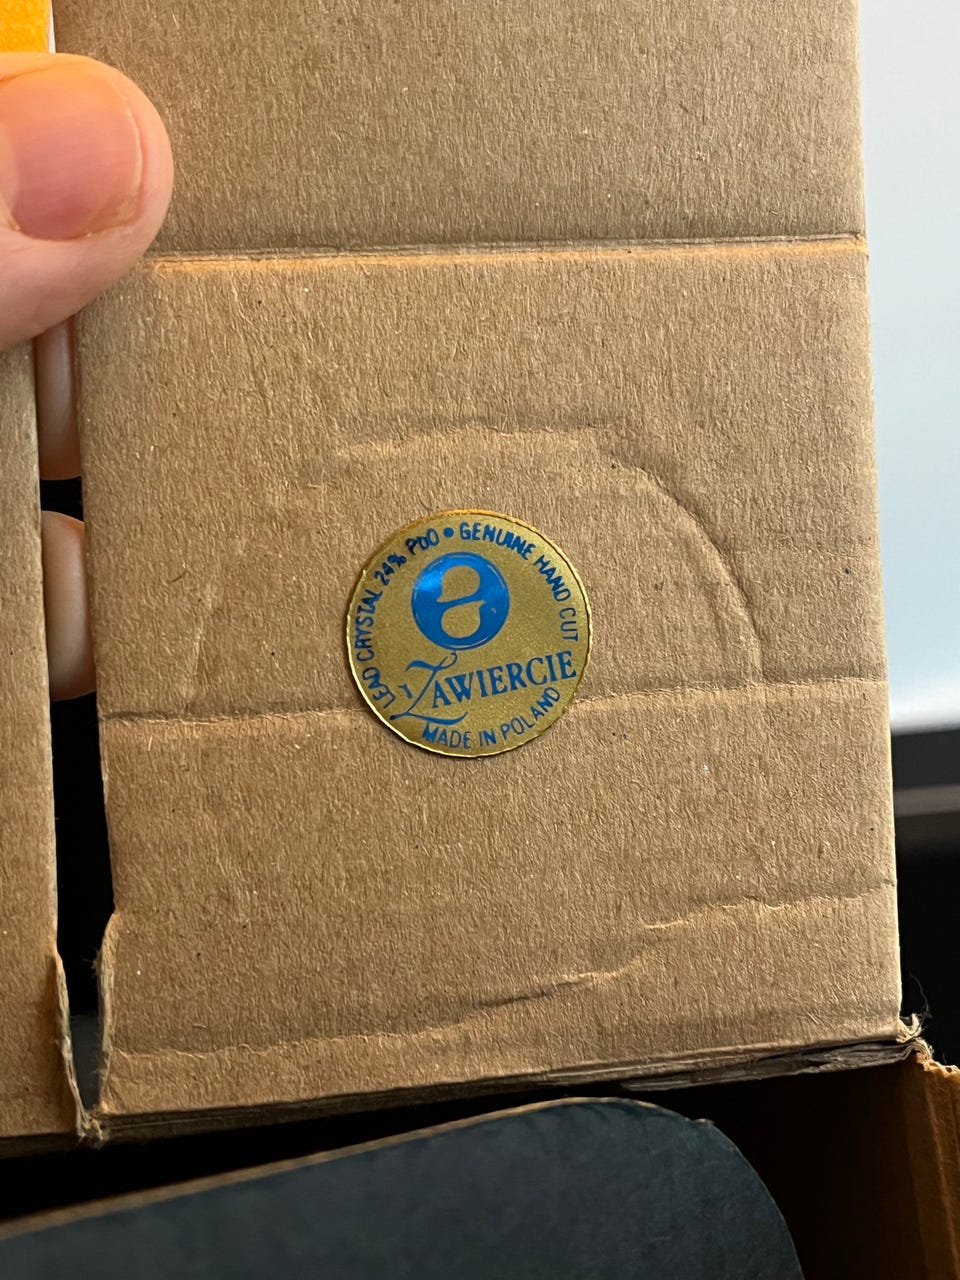 LEAD CRYSTAL 24% PbO • GENUINE HAND CUT
ZAWIERCIE
MADE IN POLAND